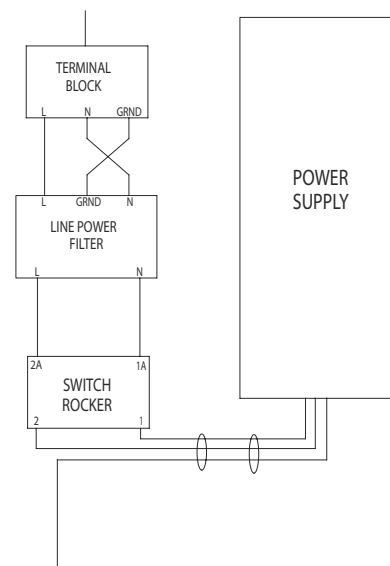 TERMINAL
BLOCK
L N GRND
L GRND N
LINE POWER
FILTER
L N
2A 1A
SWITCH
ROCKER
2 1
POWER
SUPPLY